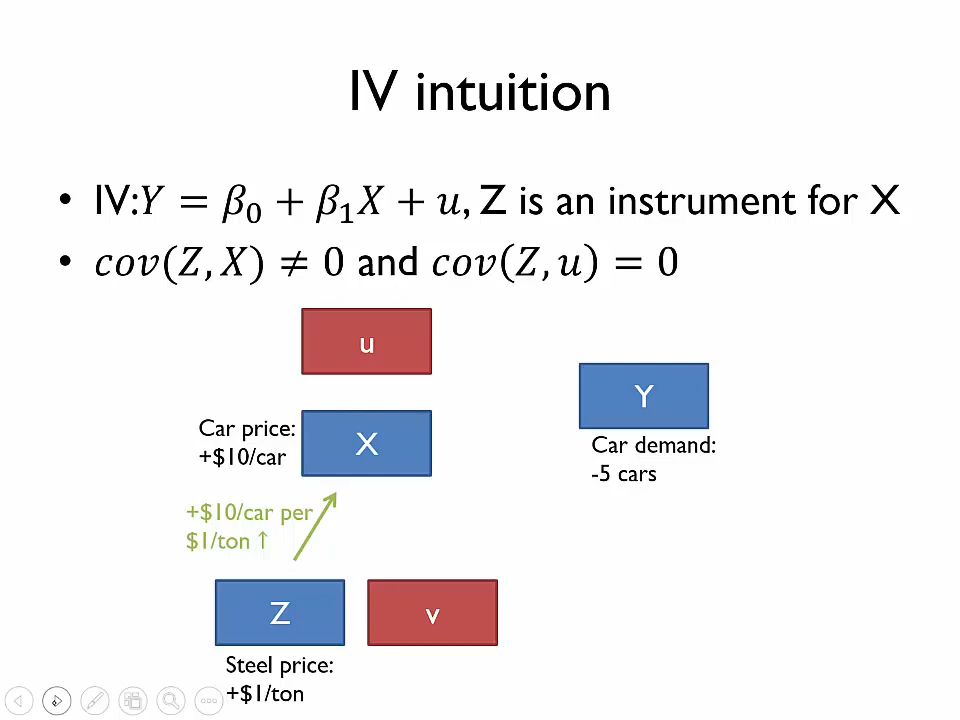 IV intuition
• IV:𝑌 = 𝛽₀ + 𝛽₁𝑋 + 𝑢, Z is an instrument for X
• 𝑐𝑜𝑣(𝑍, 𝑋) ≠ 0 and 𝑐𝑜𝑣(𝑍, 𝑢) = 0
u
Y
Car price:
+$10/car
X
Car demand:
-5 cars
+$10/car per
$1/ton ↑
Z
v
Steel price:
+$1/ton